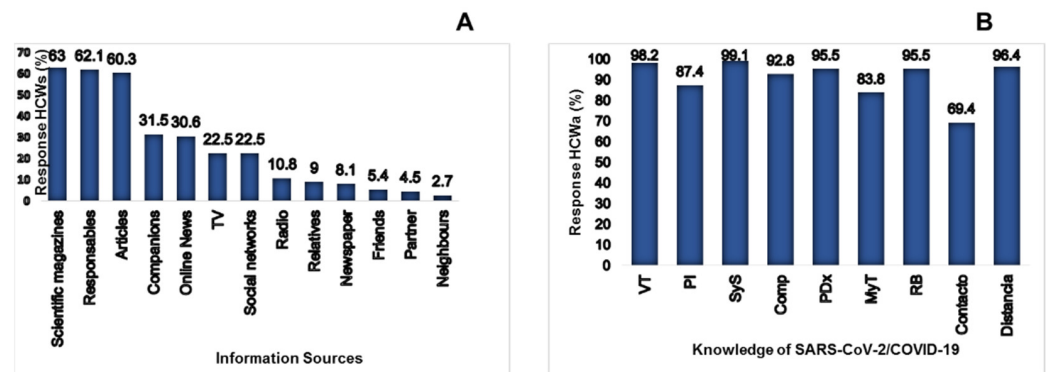 A
Response HCWs (%)
70
60
50
40
30
20
10
0
63
62.1
60.3
31.5
30.6
22.5
22.5
10.8
9
8.1
5.4
4.5
2.7
Scientific magazines
Responsables
Articles
Companions
Online News
TV
Social networks
Radio
Relatives
Newspaper
Friends
Partner
Neighbours
Information Sources
B
Response HCWa (%)
100
90
80
70
60
50
40
30
20
10
0
98.2
87.4
99.1
92.8
95.5
83.8
95.5
69.4
96.4
VT
PI
SyS
Comp
PDx
MyT
RB
Contacto
Distancia
Knowledge of SARS-CoV-2/COVID-19